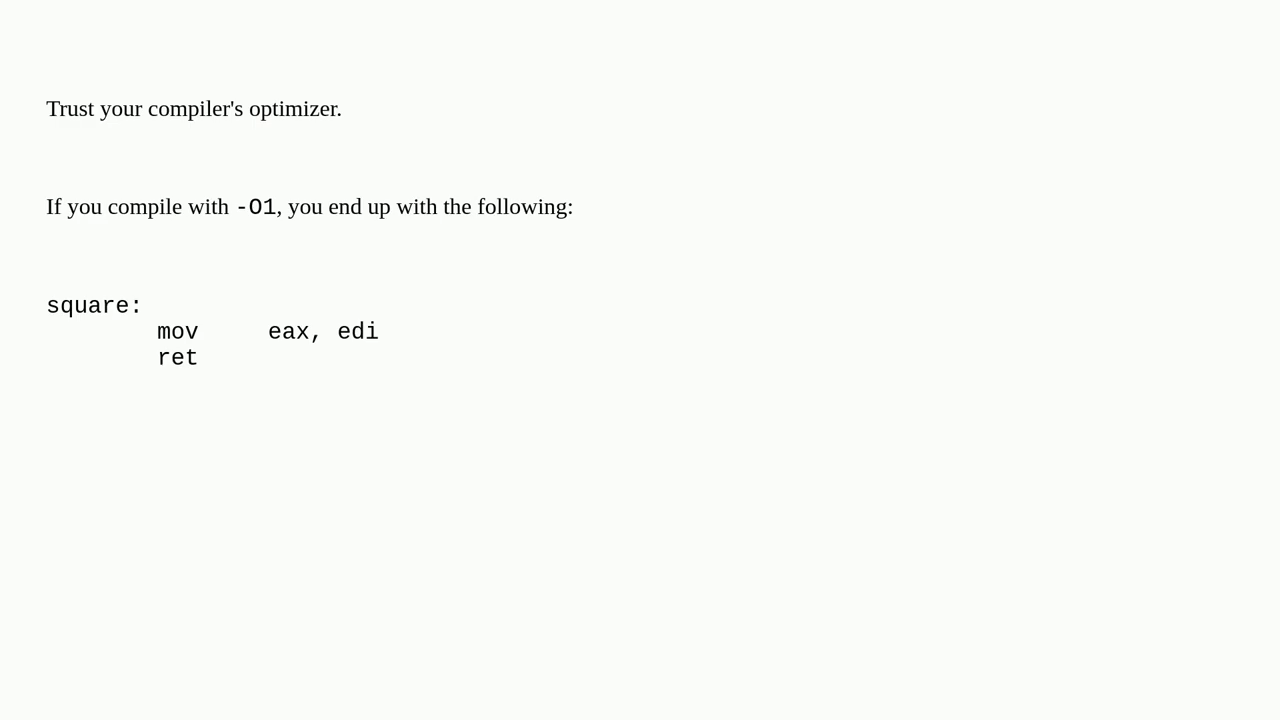 Trust your compiler's optimizer.
If you compile with -O1, you end up with the following:
square:
        mov     eax, edi
        ret